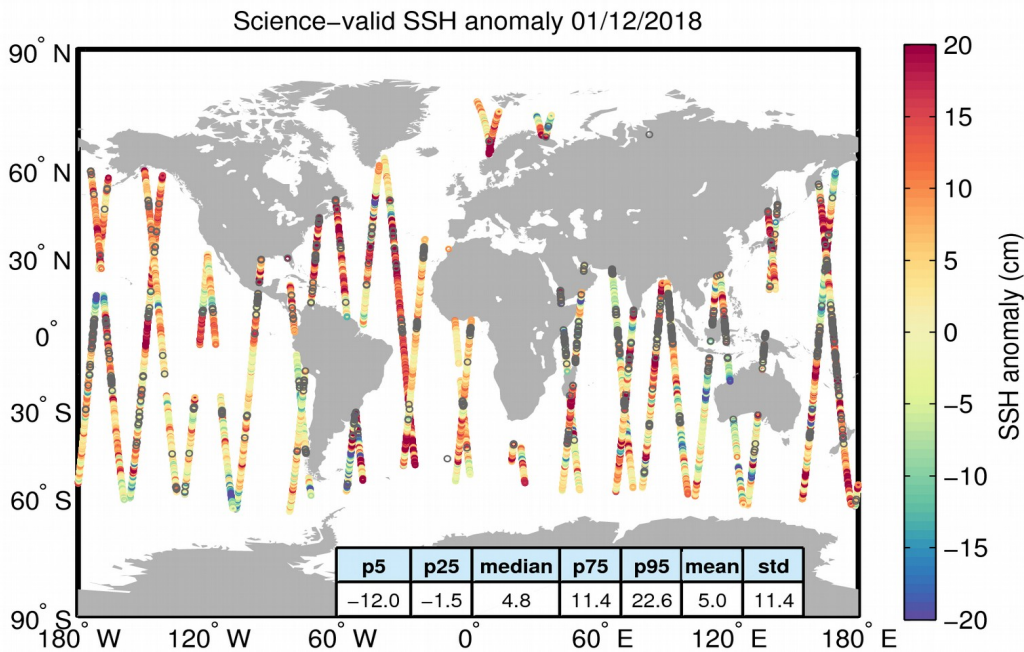 Science−valid SSH anomaly 01/12/2018
90° N
60° N
30° N
0°
30° S
60° S
90° S
180° W
120° W
60° W
0°
60° E
120° E
180° E
p5 p25 median p75 p95 mean std
−12.0 −1.5 4.8 11.4 22.6 5.0 11.4
20
15
10
5
0
−5
−10
−15
−20
SSH anomaly (cm)